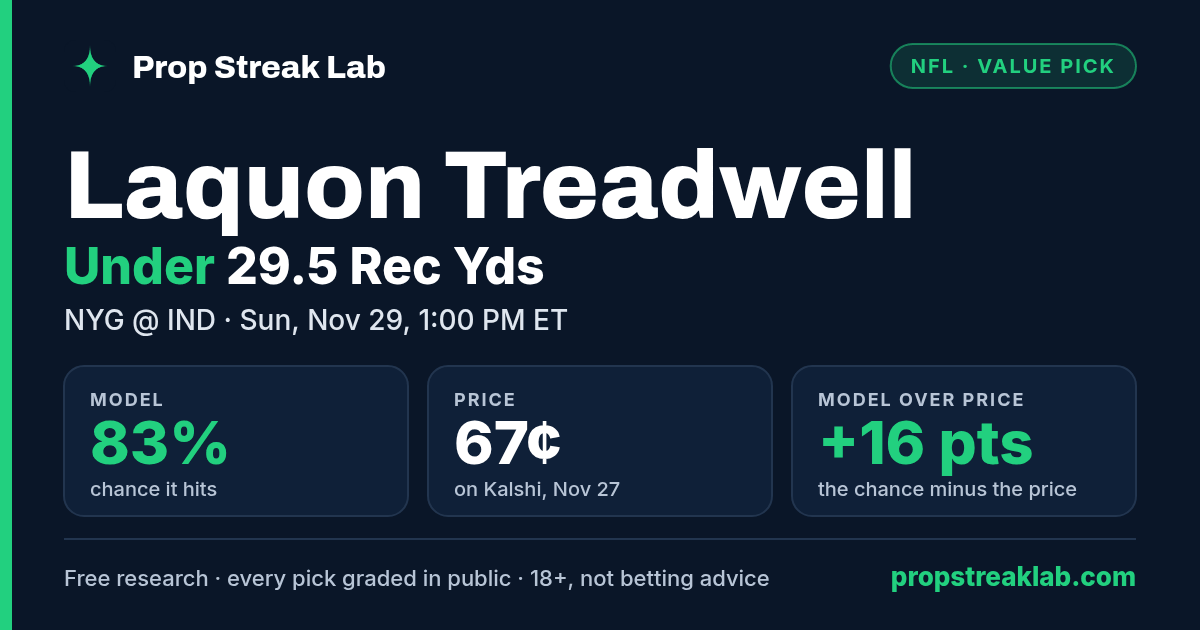 Prop Streak Lab
NFL · VALUE PICK
Laquon Treadwell
Under 29.5 Rec Yds
NYG @ IND · Sun, Nov 29, 1:00 PM ET
MODEL
83%
chance it hits
PRICE
67¢
on Kalshi, Nov 27
MODEL OVER PRICE
+16 pts
the chance minus the price
Free research · every pick graded in public · 18+, not betting advice
propstreaklab.com